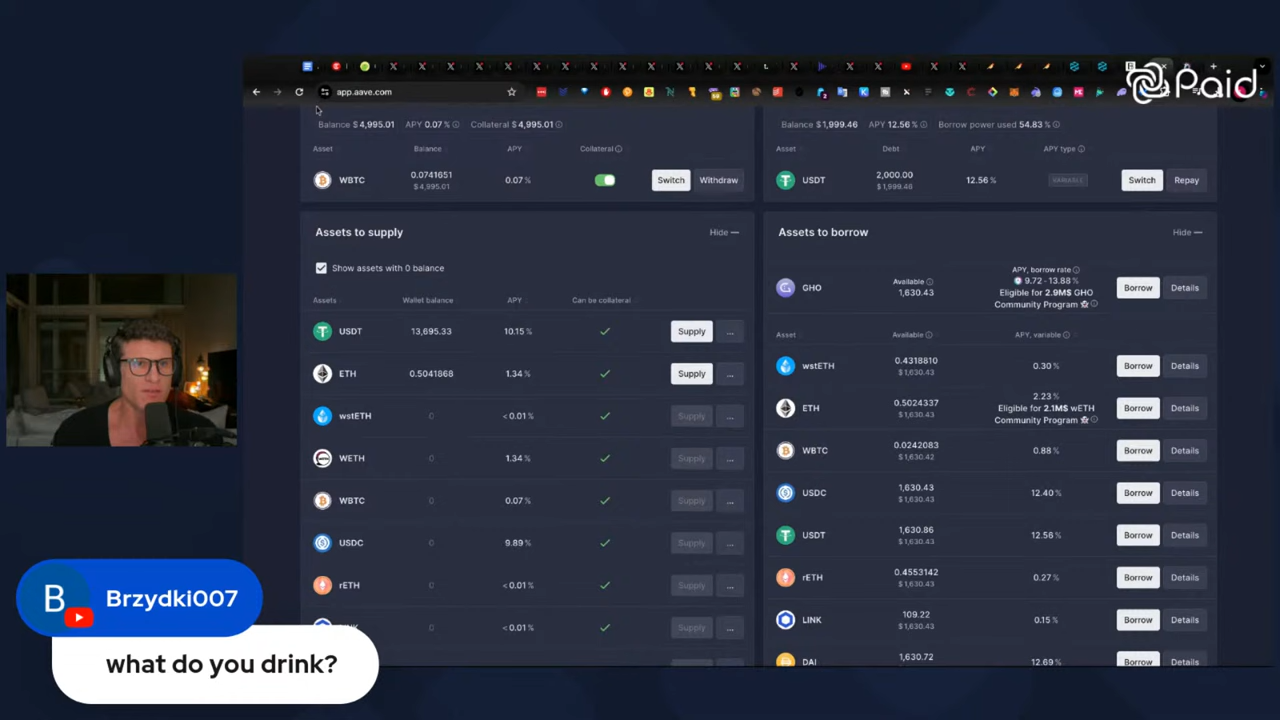 Paid
app.aave.com
Balance $4,995.01 APY 0.07% Collateral $4,995.01
Asset Balance APY Collateral
WBTC 0.0741651 0.07% Switch Withdraw
$4,995.01
Balance $1,999.46 APY 12.56% Borrow power used 54.83%
Asset Debt APY APY type
USDT 2,000.00 12.56% VARIABLE Switch Repay
$1,999.46
Assets to supply Hide —
Show assets with 0 balance
Assets Wallet balance APY Can be collateral
USDT 13,695.33 10.15% Supply ...
ETH 0.5041868 1.34% Supply ...
wstETH 0 <0.01% Supply ...
WETH 0 1.34% Supply ...
WBTC 0 0.07% Supply ...
USDC 0 9.89% Supply ...
rETH 0 <0.01% Supply ...
<0.01% Supply ...
Assets to borrow Hide —
Available APY, borrow rate
GHO 1,630.43 9.72 - 13.88% Borrow Details
Eligible for 2.9M$ GHO
Community Program
Asset Available APY, variable
wstETH 0.4318810 0.30% Borrow Details
$1,630.43
ETH 0.5024337 2.23% Borrow Details
$1,630.43 Eligible for 2.1M$ wETH
Community Program
WBTC 0.0242083 0.88% Borrow Details
$1,630.42
USDC 1,630.43 12.40% Borrow Details
$1,630.43
USDT 1,630.86 12.56% Borrow Details
$1,630.43
rETH 0.4553142 0.27% Borrow Details
$1,630.43
LINK 109.22 0.15% Borrow Details
$1,630.43
DAI 1,630.72 12.69% Borrow Details
B Brzydki007
what do you drink?